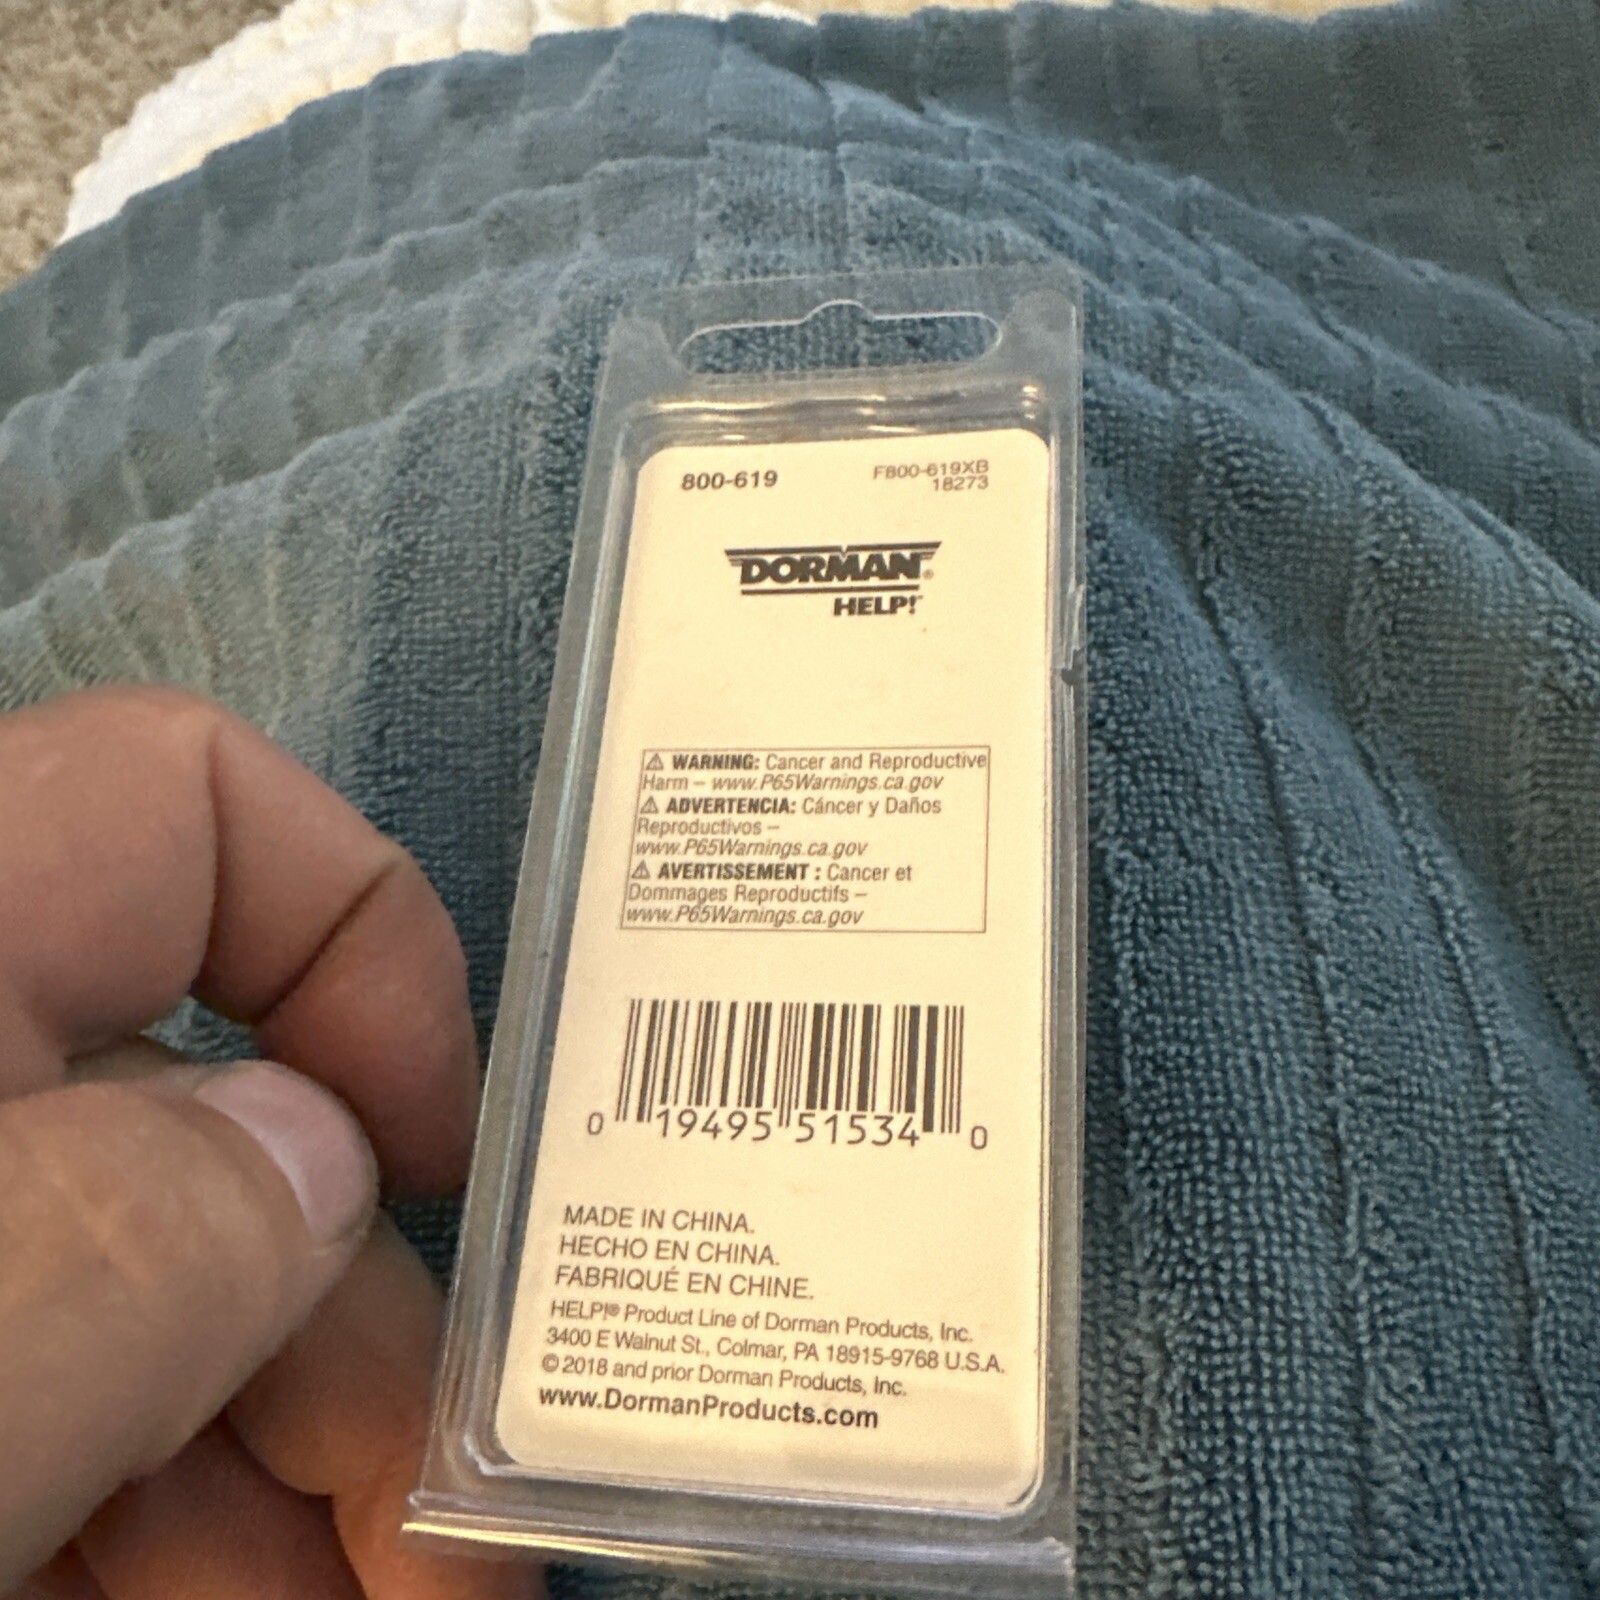 800-619
F800-619XB
18273
DORMAN®
HELP!™
⚠ WARNING: Cancer and Reproductive
Harm – www.P65Warnings.ca.gov
⚠ ADVERTENCIA: Cáncer y Daños
Reproductivos –
www.P65Warnings.ca.gov
⚠ AVERTISSEMENT : Cancer et
Dommages Reproductifs –
www.P65Warnings.ca.gov
0 19495 51534 0
MADE IN CHINA.
HECHO EN CHINA.
FABRIQUÉ EN CHINE.
HELP!® Product Line of Dorman Products, Inc.
3400 E Walnut St., Colmar, PA 18915-9768 U.S.A.
© 2018 and prior Dorman Products, Inc.
www.DormanProducts.com